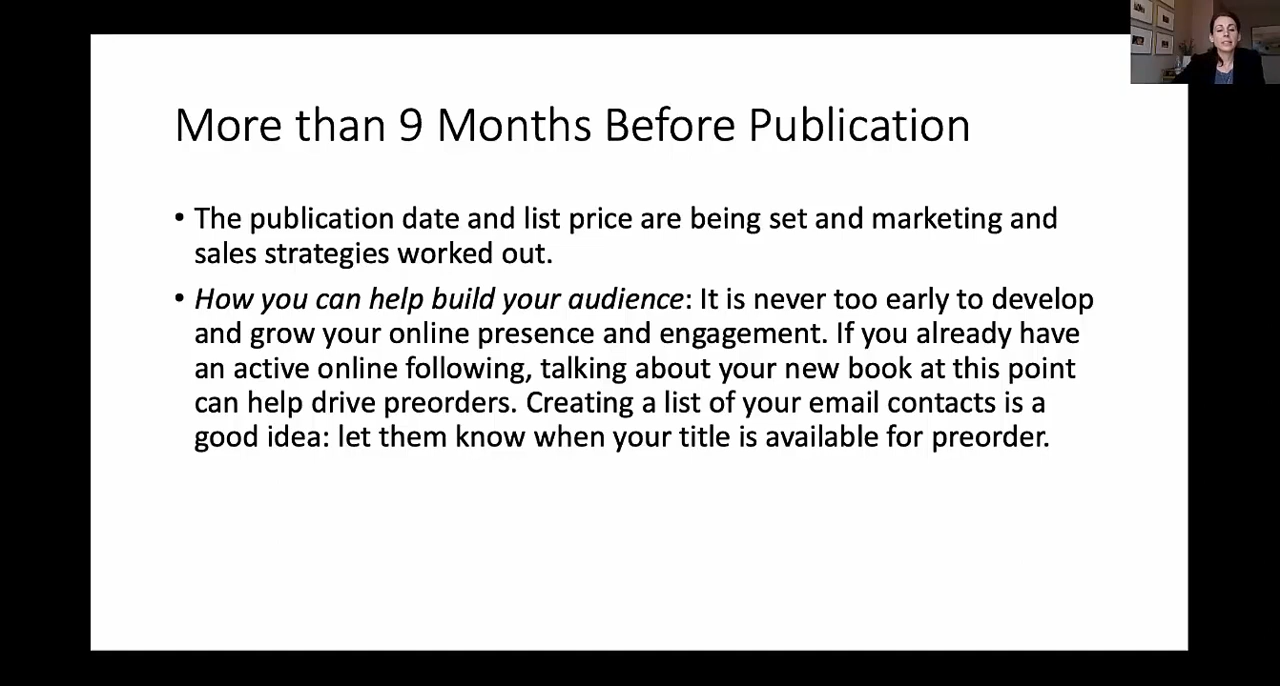 More than 9 Months Before Publication
• The publication date and list price are being set and marketing and
sales strategies worked out.
• How you can help build your audience: It is never too early to develop
and grow your online presence and engagement. If you already have
an active online following, talking about your new book at this point
can help drive preorders. Creating a list of your email contacts is a
good idea: let them know when your title is available for preorder.